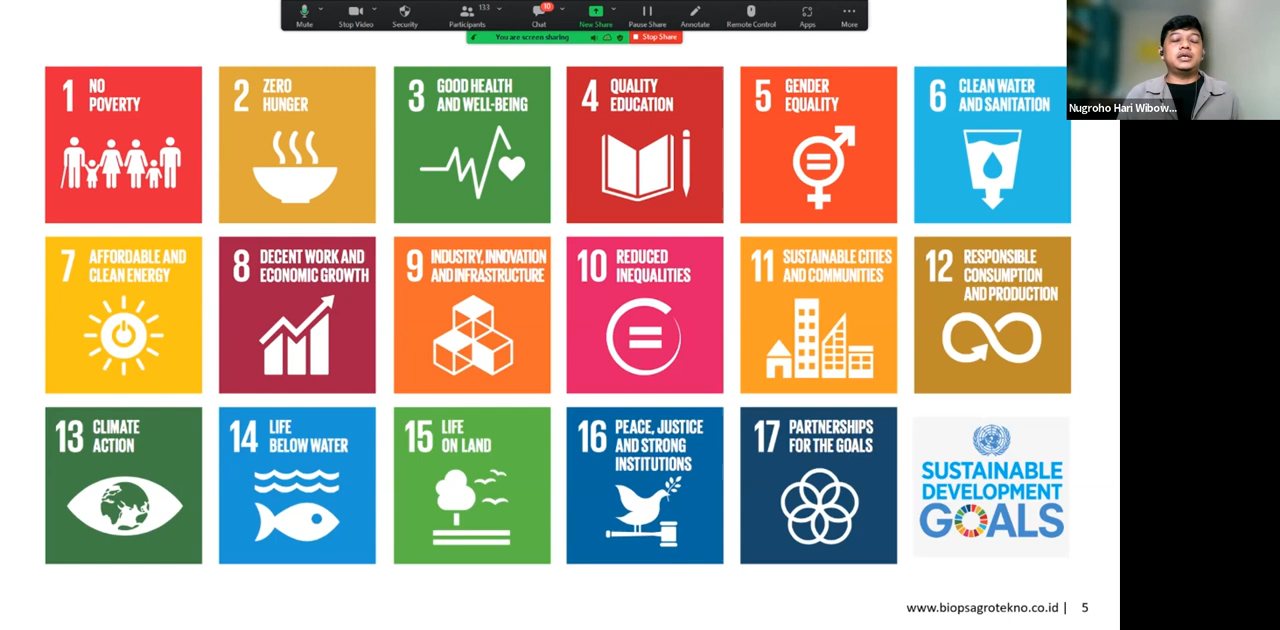 133
10
Mute
Stop Video
Security
Participants
Chat
New Share
Pause Share
Annotate
Remote Control
Apps
More
You are screen sharing
Stop Share
Nugroho Hari Wibow...
1 NO
POVERTY
2 ZERO
HUNGER
3 GOOD HEALTH
AND WELL-BEING
4 QUALITY
EDUCATION
5 GENDER
EQUALITY
6 CLEAN WATER
AND SANITATION
7 AFFORDABLE AND
CLEAN ENERGY
8 DECENT WORK AND
ECONOMIC GROWTH
9 INDUSTRY, INNOVATION
AND INFRASTRUCTURE
10 REDUCED
INEQUALITIES
11 SUSTAINABLE CITIES
AND COMMUNITIES
12 RESPONSIBLE
CONSUMPTION
AND PRODUCTION
13 CLIMATE
ACTION
14 LIFE
BELOW WATER
15 LIFE
ON LAND
16 PEACE, JUSTICE
AND STRONG
INSTITUTIONS
17 PARTNERSHIPS
FOR THE GOALS
SUSTAINABLE
DEVELOPMENT
GOALS
www.biopsagrotekno.co.id | 5